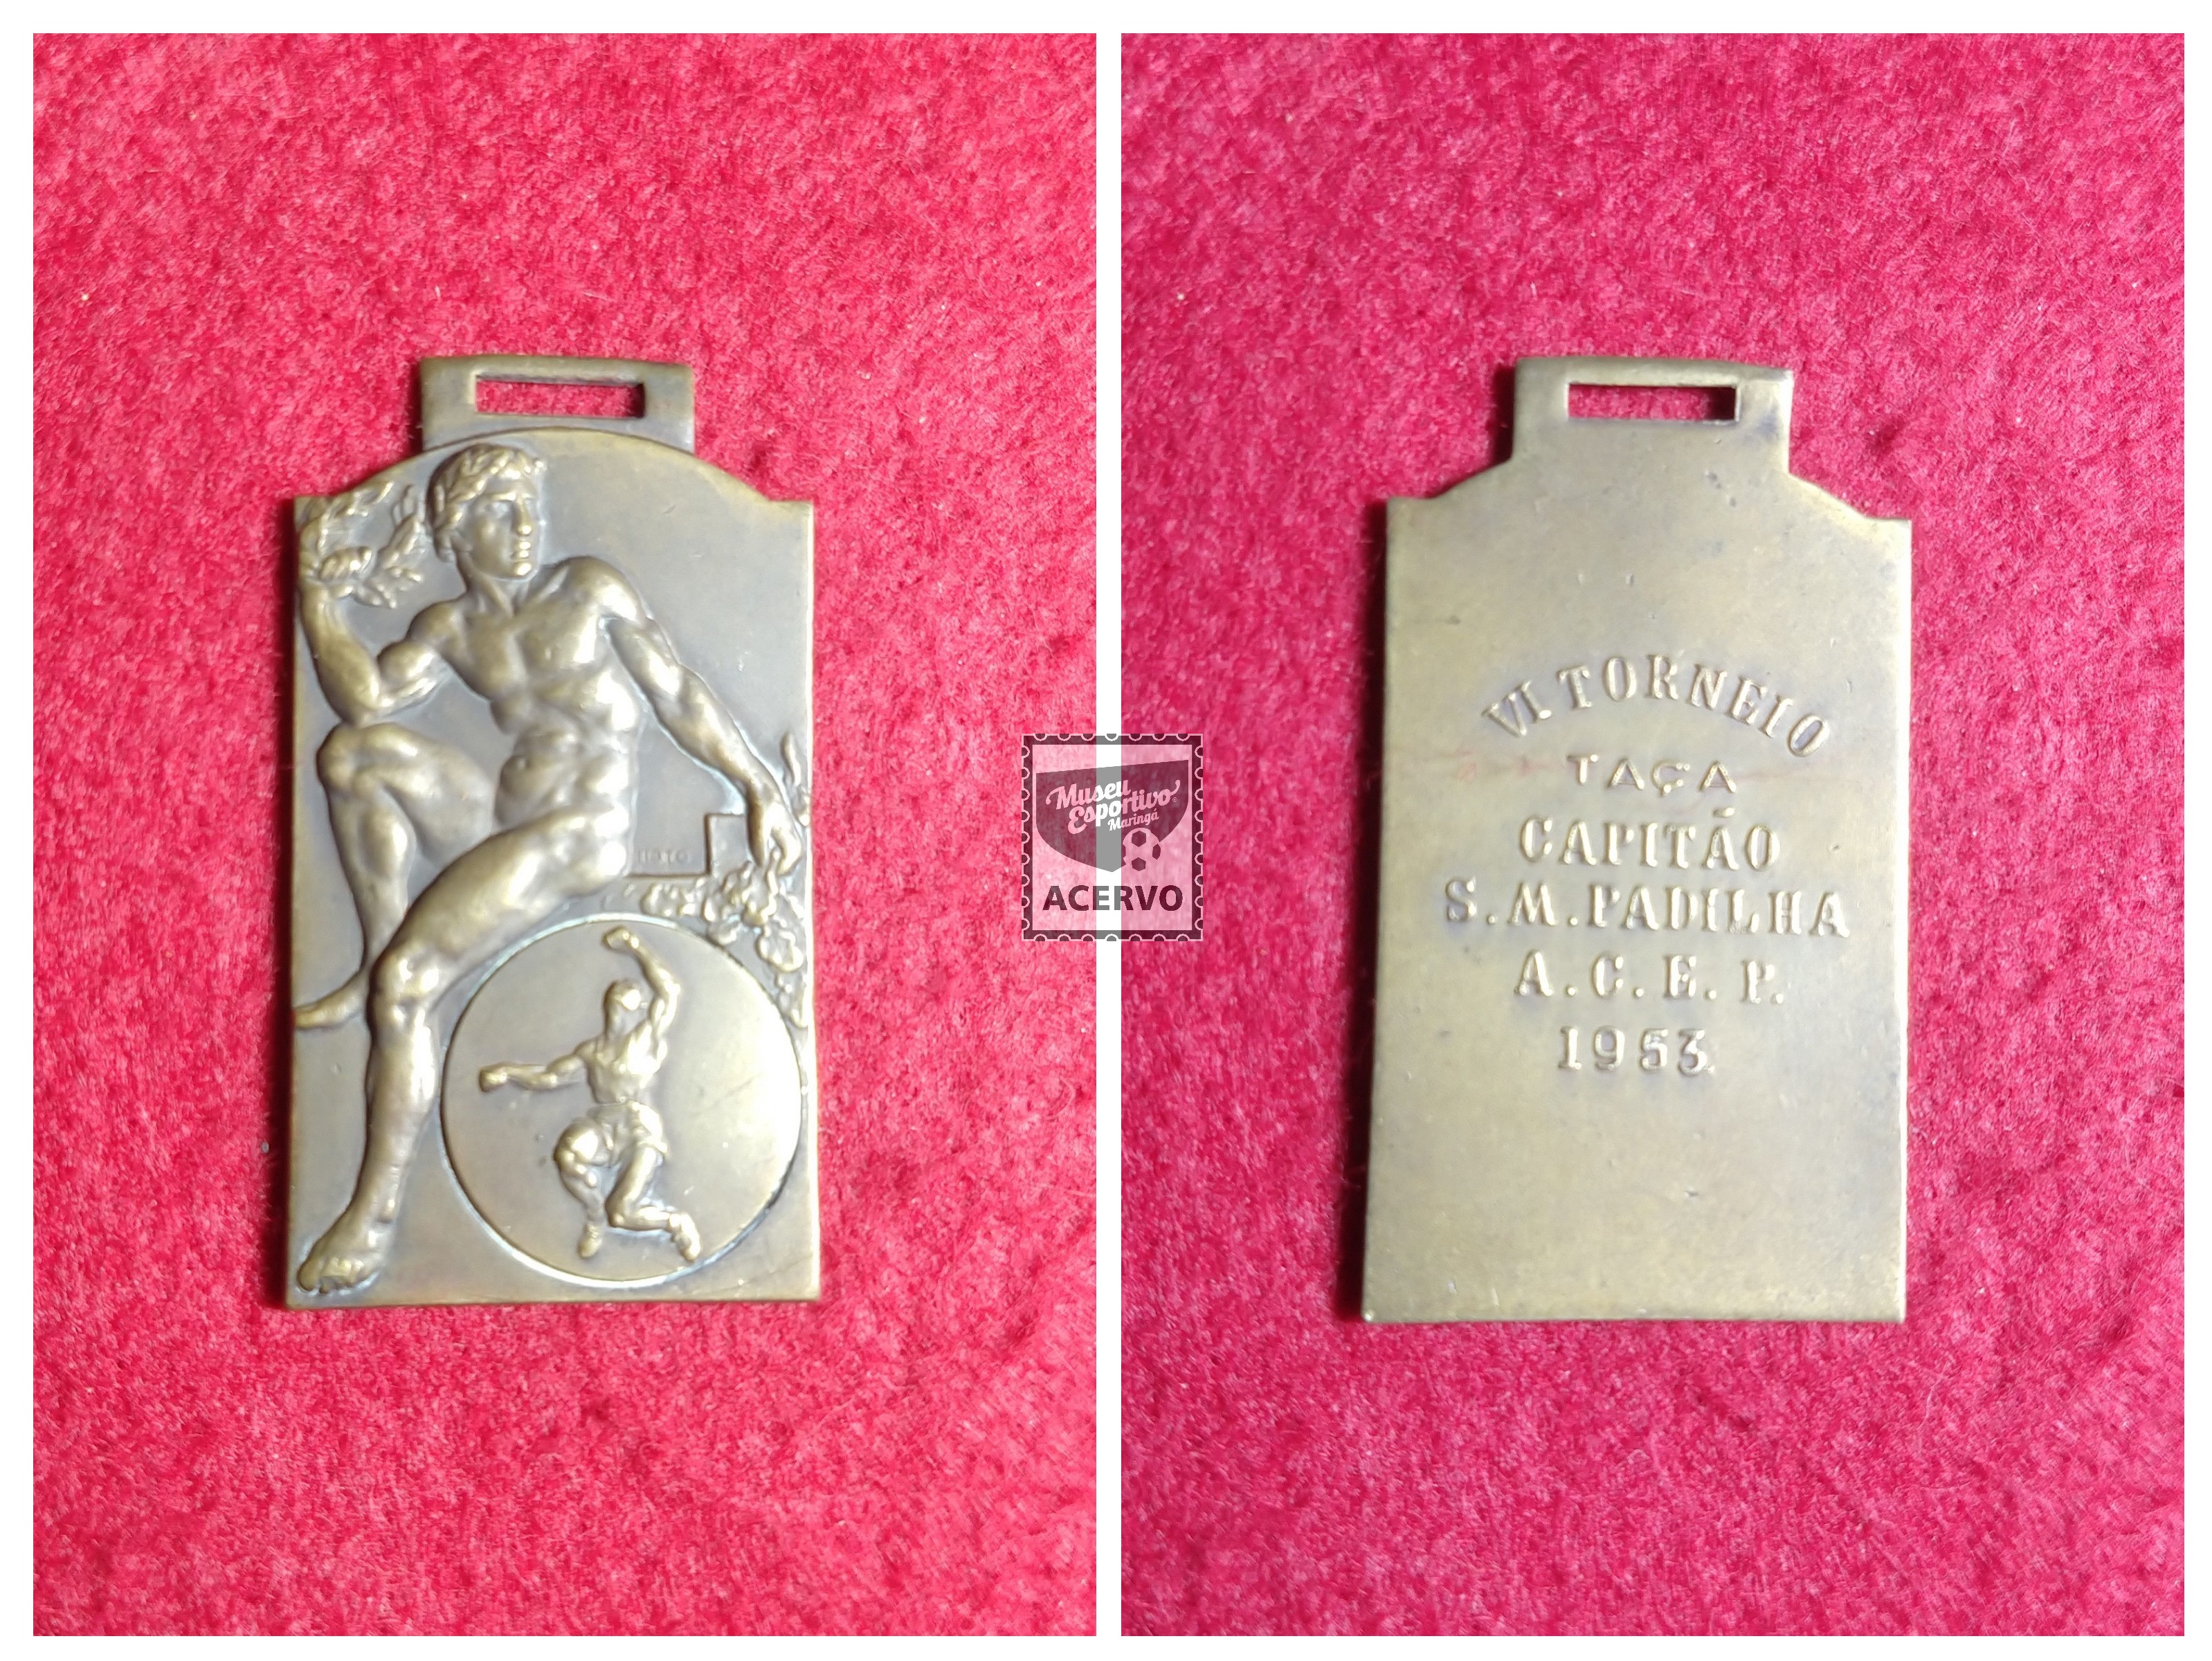 Museu
Esportivo
Maringá
ACERVO
VI TORNEIO
TAÇA
CAPITÃO
S.M.PADILHA
A.C.E.P.
1953